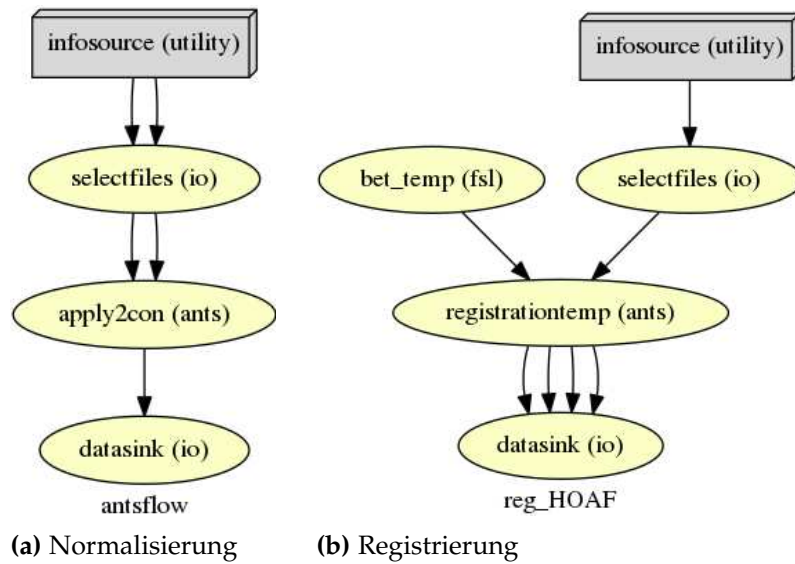 infosource (utility)
selectfiles (io)
apply2con (ants)
datasink (io)
antsflow
(a) Normalisierung
infosource (utility)
bet_temp (fsl)
selectfiles (io)
registrationtemp (ants)
datasink (io)
reg_HOAF
(b) Registrierung